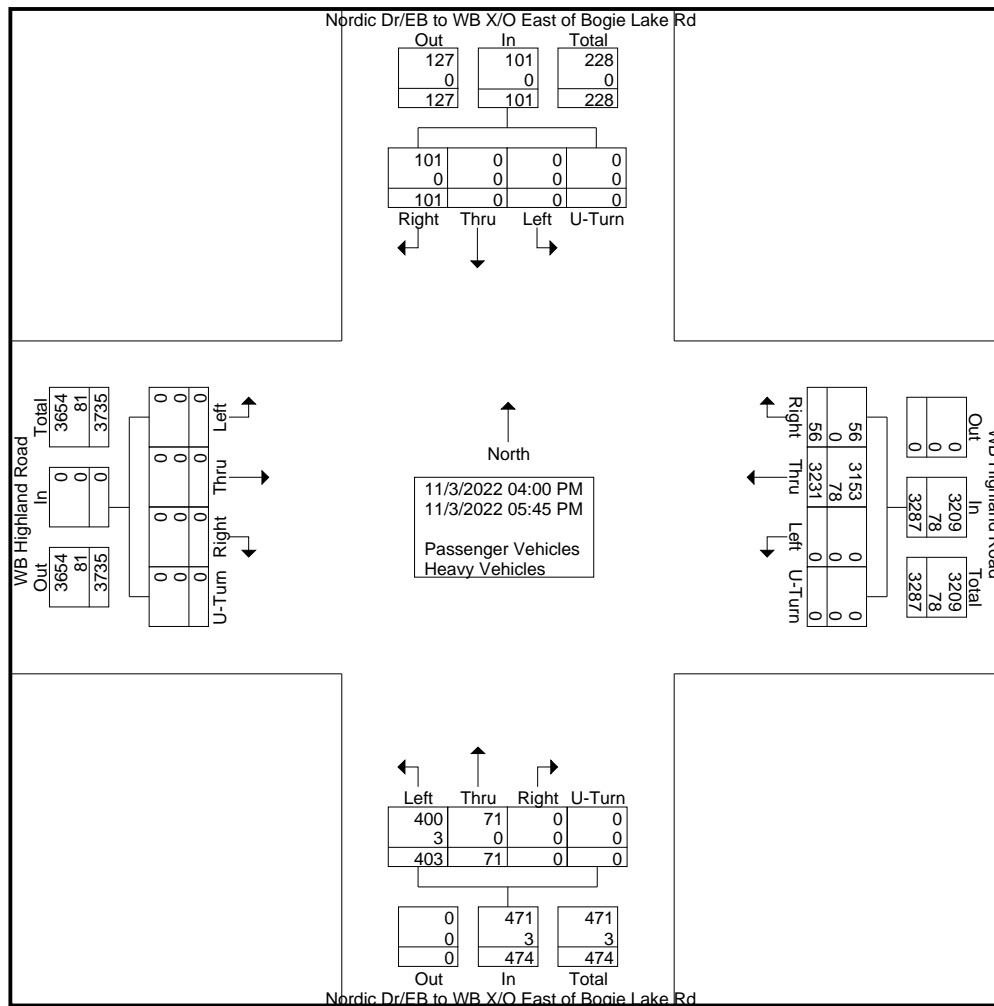 Nordic Dr/EB to WB X/O East of Bogie Lake Rd
Out In Total
127 101 228
0 0 0
127 101 228
101 0 0 0
0 0 0 0
101 0 0 0
Right Thru Left U-Turn
WB Highland Road
Total In Out
3654 0 3654
81 0 81
3735 0 3735
0 0 0 0
0 0 0 0
0 0 0 0
Left Thru Right U-Turn
North
11/3/2022 04:00 PM
11/3/2022 05:45 PM
Passenger Vehicles
Heavy Vehicles
Right Thru Left U-Turn
56 3153 0 0
0 78 0 0
56 3231 0 0
WB Highland Road
Out In Total
0 3209 3209
0 78 78
0 3287 3287
Left Thru Right U-Turn
400 71 0 0
3 0 0 0
403 71 0 0
0 471 471
0 3 3
0 474 474
Out In Total
Nordic Dr/EB to WB X/O East of Bogie Lake Rd